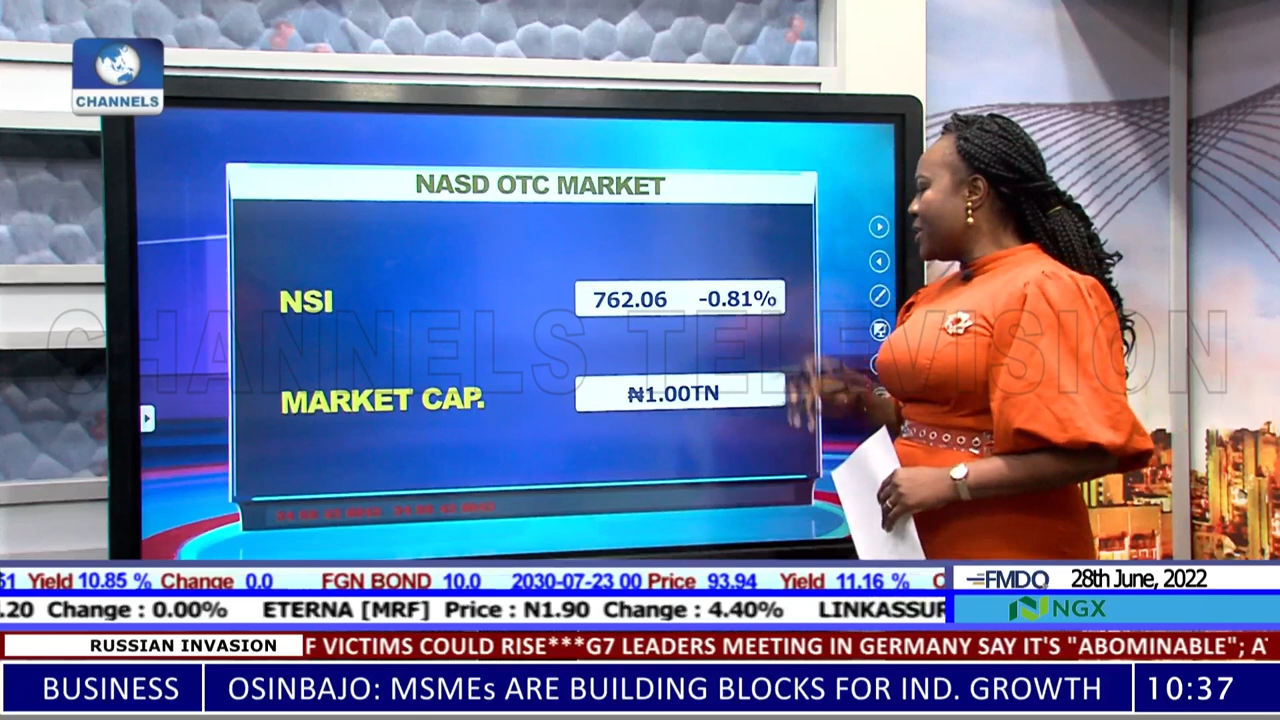 CHANNELS
NASD OTC MARKET
NSI 762.06 -0.81%
CHANNELS TELEVISION
MARKET CAP. ₦1.00TN
Yield 10.85 % Change 0.0 FGN BOND 10.0 2030-07-23 00 Price 93.94 Yield 11.16 %
FMDQ 28th June, 2022
.20 Change : 0.00% ETERNA [MRF] Price : N1.90 Change : 4.40% LINKASSUR
NGX
RUSSIAN INVASION F VICTIMS COULD RISE***G7 LEADERS MEETING IN GERMANY SAY IT'S "ABOMINABLE"; A
BUSINESS OSINBAJO: MSMEs ARE BUILDING BLOCKS FOR IND. GROWTH 10:37